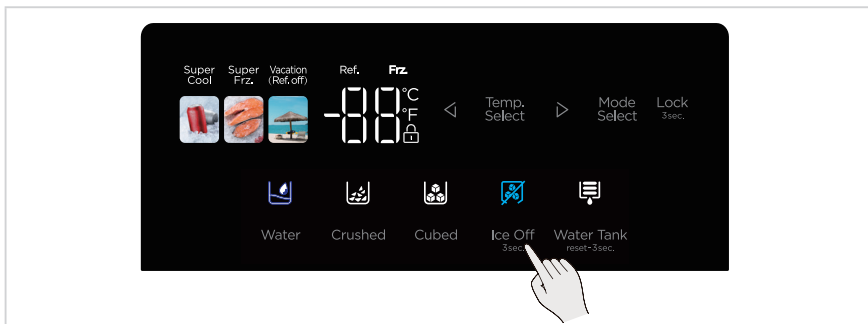 Super Cool
Super Frz.
Vacation (Ref. off)
Ref.
Frz.
-88
°C
°F
Temp. Select
Mode Select
Lock
3sec.
Water
Crushed
Cubed
Ice Off
3sec.
Water Tank
reset-3sec.